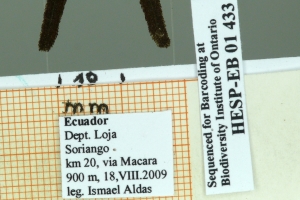 10
mm
Ecuador
Dept. Loja
Soriango -
km 20, via Macara
900 m, 18,VIII.2009
leg. Ismael Aldas
Sequenced for Barcoding at
Biodiversity Institute of Ontario
HESP-EB 01 433